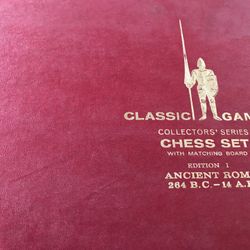 CLASSIC GAM
COLLECTORS' SERIES
CHESS SET
WITH MATCHING BOARD
EDITION 1
ANCIENT ROM
264 B.C.–14 A.D